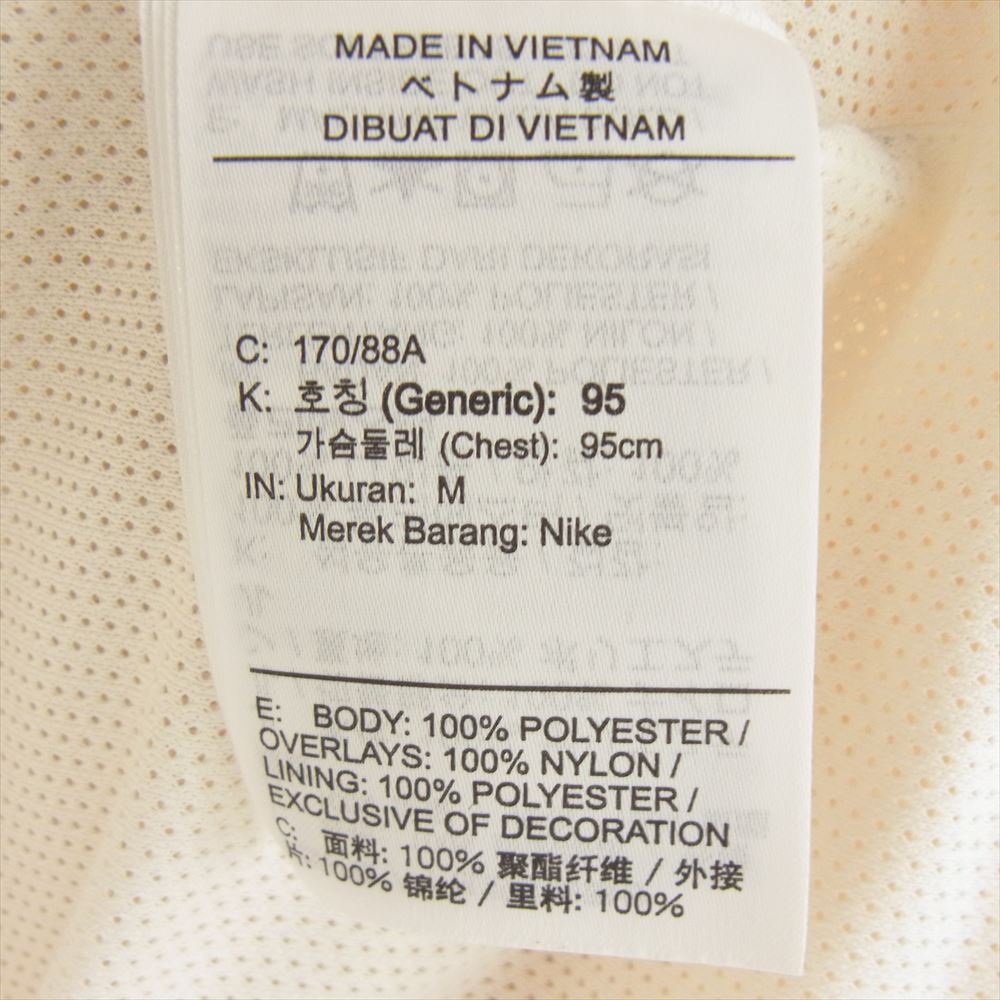 MADE IN VIETNAM
ベトナム製
DIBUAT DI VIETNAM
C: 170/88A
K: 호칭 (Generic): 95
가슴둘레 (Chest): 95cm
IN: Ukuran: M
Merek Barang: Nike
E: BODY: 100% POLYESTER /
OVERLAYS: 100% NYLON /
LINING: 100% POLYESTER /
EXCLUSIVE OF DECORATION
C: 面料: 100% 聚酯纤维 / 外接
片: 100% 锦纶 / 里料: 100%